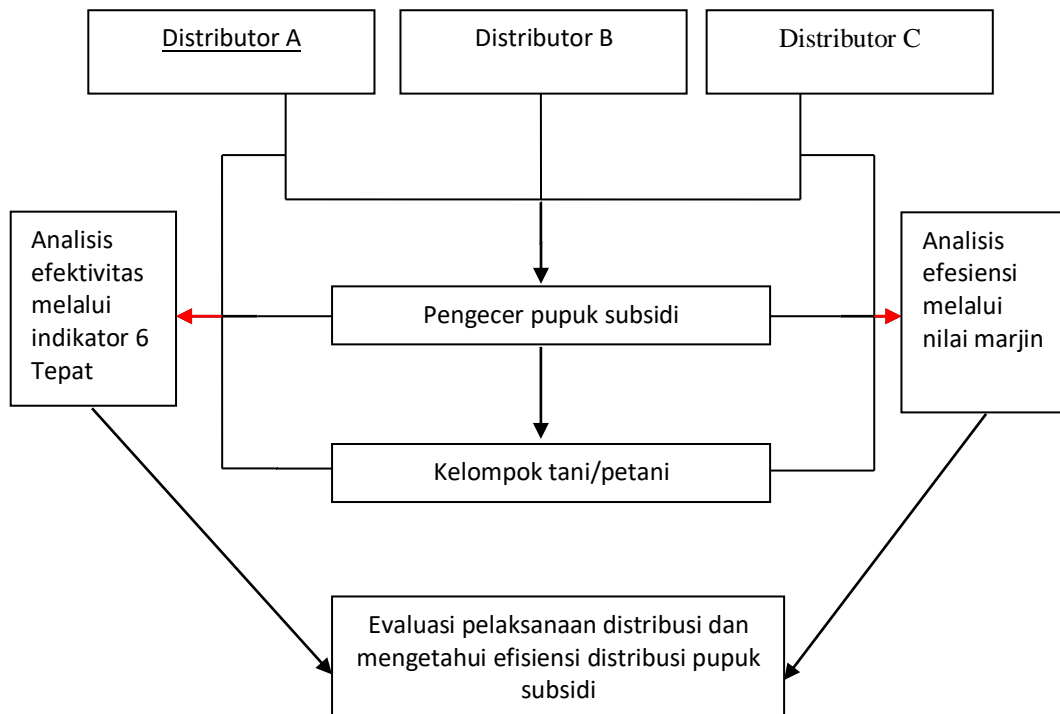 Distributor A
Distributor B
Distributor C
Analisis
efektivitas
melalui
indikator 6
Tepat
Pengecer pupuk subsidi
Analisis
efesiensi
melalui
nilai marjin
Kelompok tani/petani
Evaluasi pelaksanaan distribusi dan
mengetahui efisiensi distribusi pupuk
subsidi